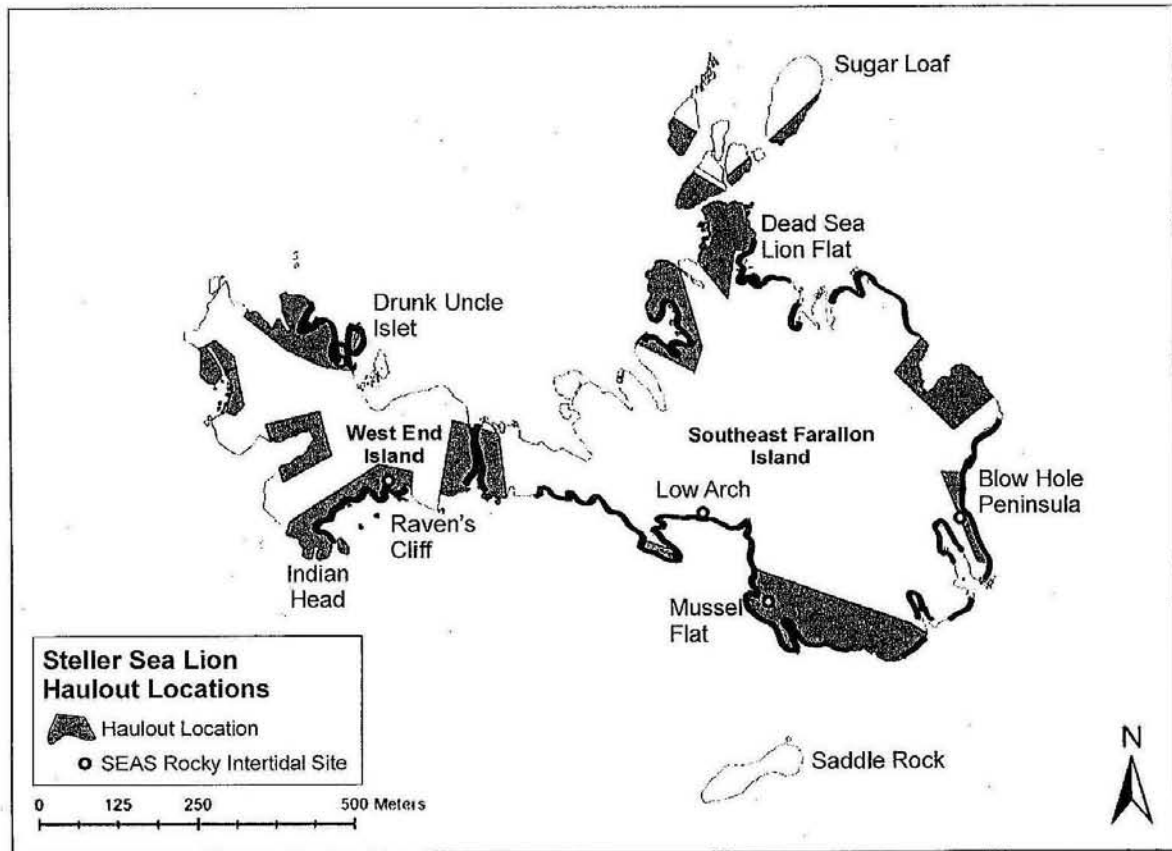 Sugar Loaf
Dead Sea
Lion Flat
Drunk Uncle
Islet
West End
Island
Southeast Farallon
Island
Low Arch
Blow Hole
Peninsula
Raven's
Cliff
Indian
Head
Mussel
Flat
Steller Sea Lion
Haulout Locations
Haulout Location
SEAS Rocky Intertidal Site
0 125 250 500 Meters
Saddle Rock
N